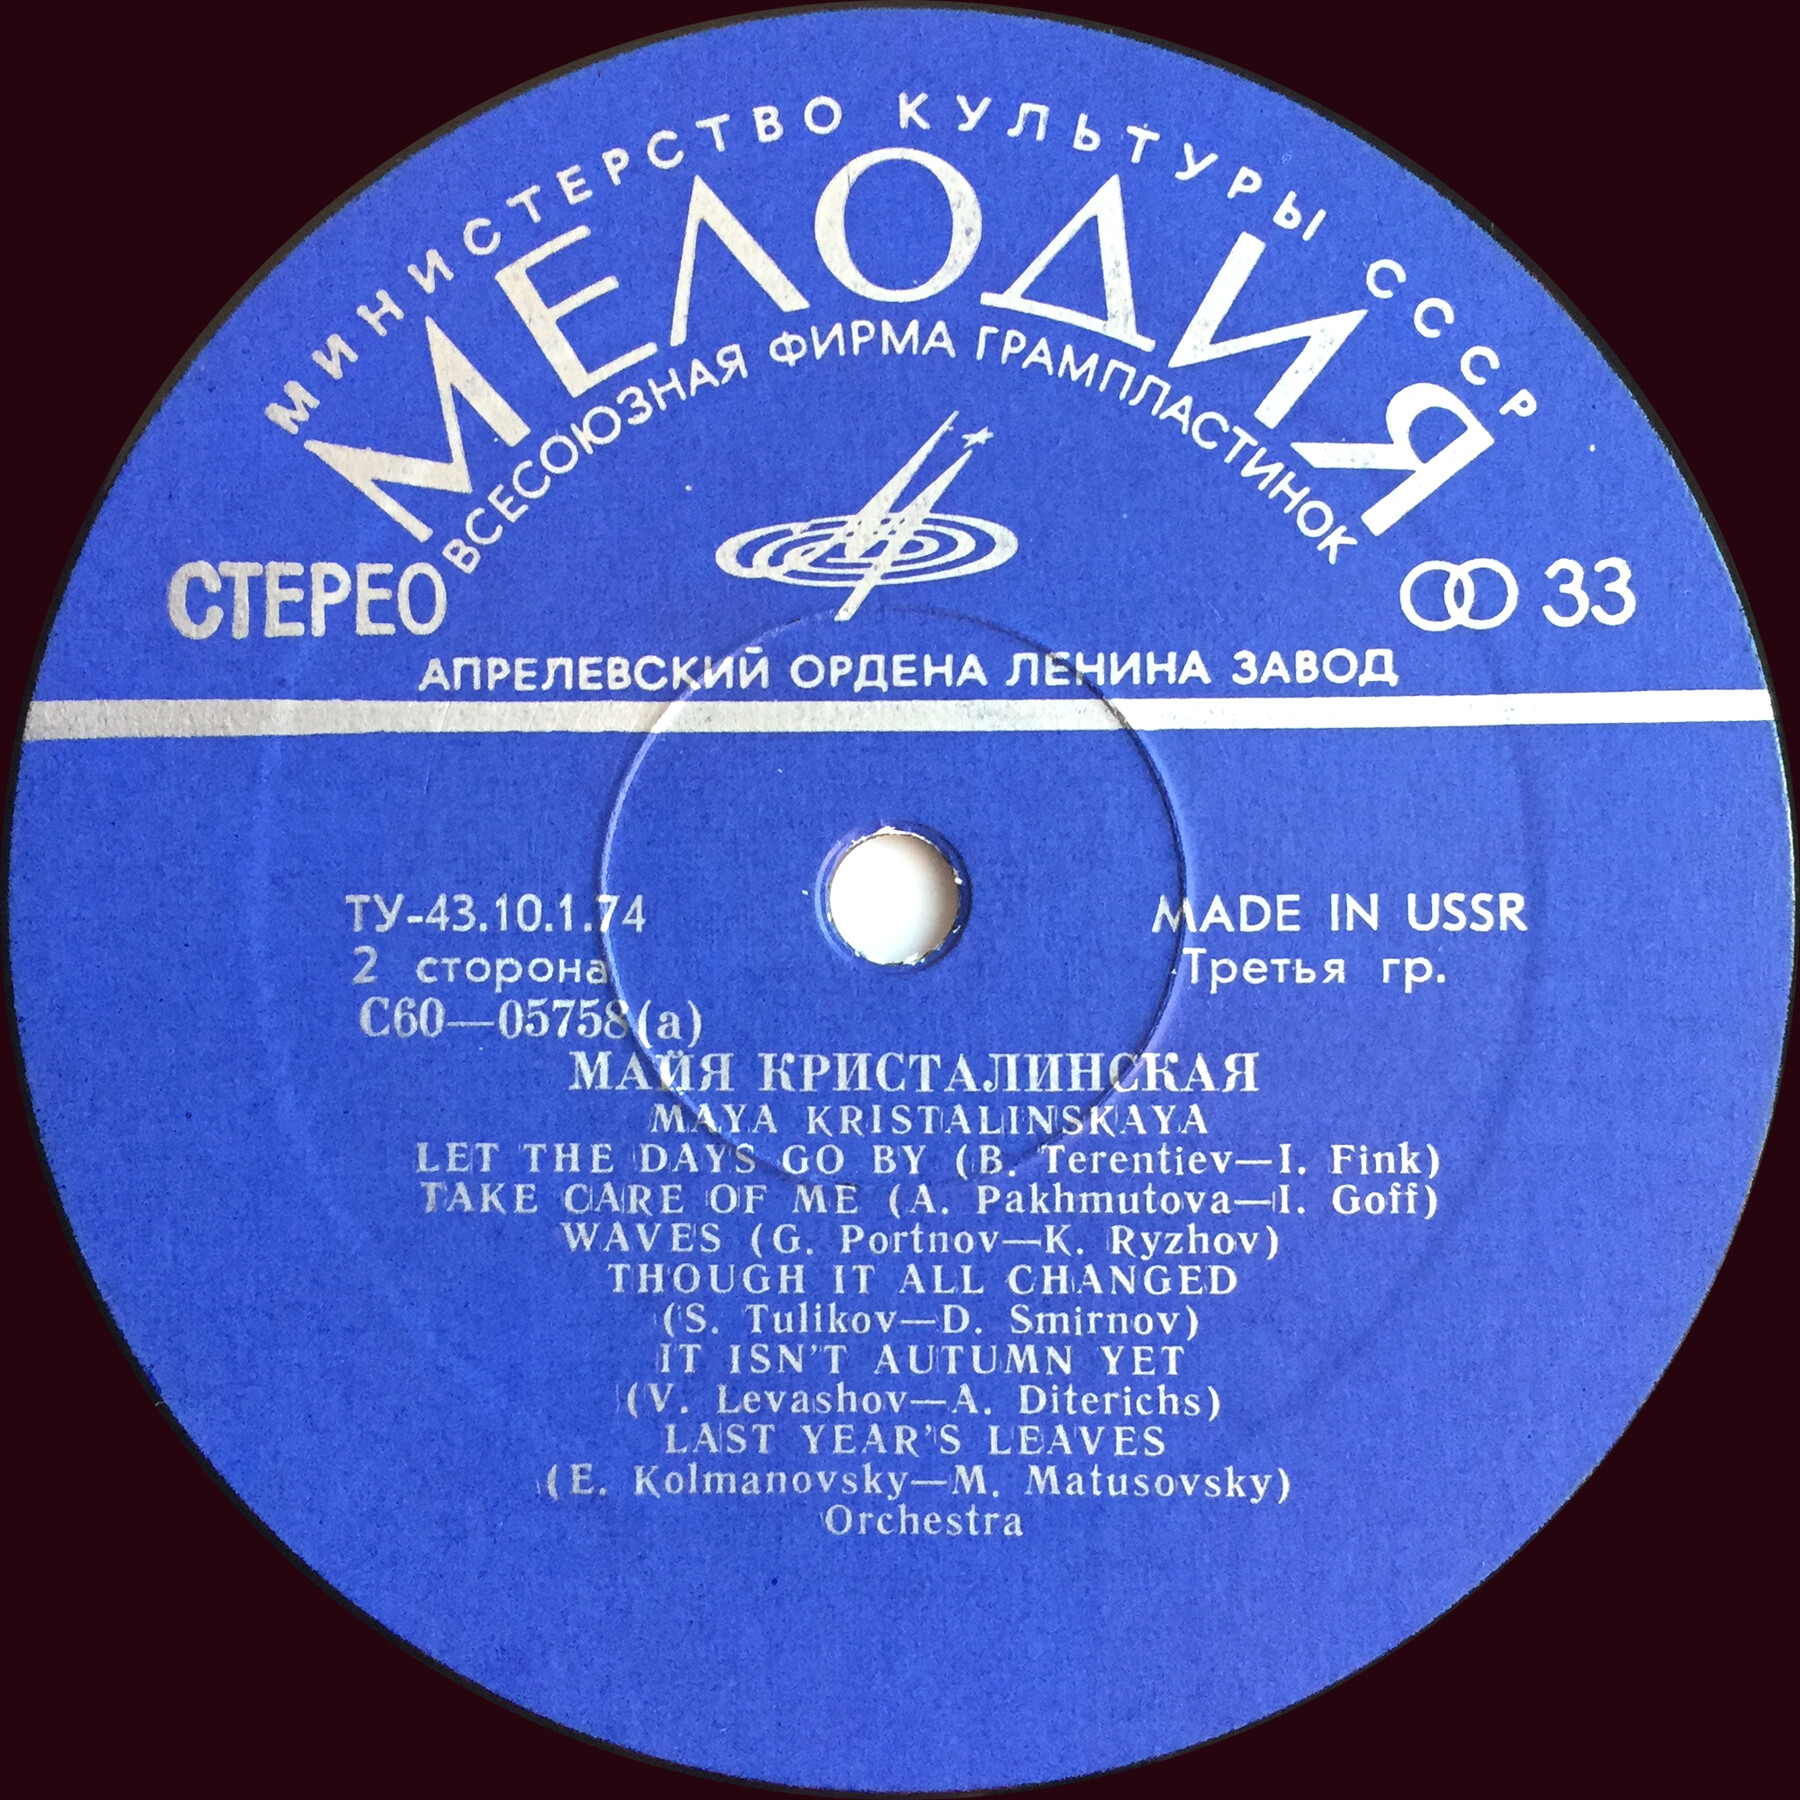 МИНИСТЕРСТВО КУЛЬТУРЫ СССР
МЕЛОДИЯ
ВСЕСОЮЗНАЯ ФИРМА ГРАМПЛАСТИНОК
СТЕРЕО
33
АПРЕЛЕВСКИЙ ОРДЕНА ЛЕНИНА ЗАВОД
ТУ-43.10.1.74
MADE IN USSR
2 сторона
Третья гр.
С60—05758(а)
МАЙЯ КРИСТАЛИНСКАЯ
MAYA KRISTALINSKAYA
LET THE DAYS GO BY (B. Terentiev—I. Fink)
TAKE CARE OF ME (A. Pakhmutova—I. Goff)
WAVES (G. Portnov—K. Ryzhov)
THOUGH IT ALL CHANGED
(S. Tulikov—D. Smirnov)
IT ISN'T AUTUMN YET
(V. Levashov—A. Diterichs)
LAST YEAR'S LEAVES
(E. Kolmanovsky—M. Matusovsky)
Orchestra